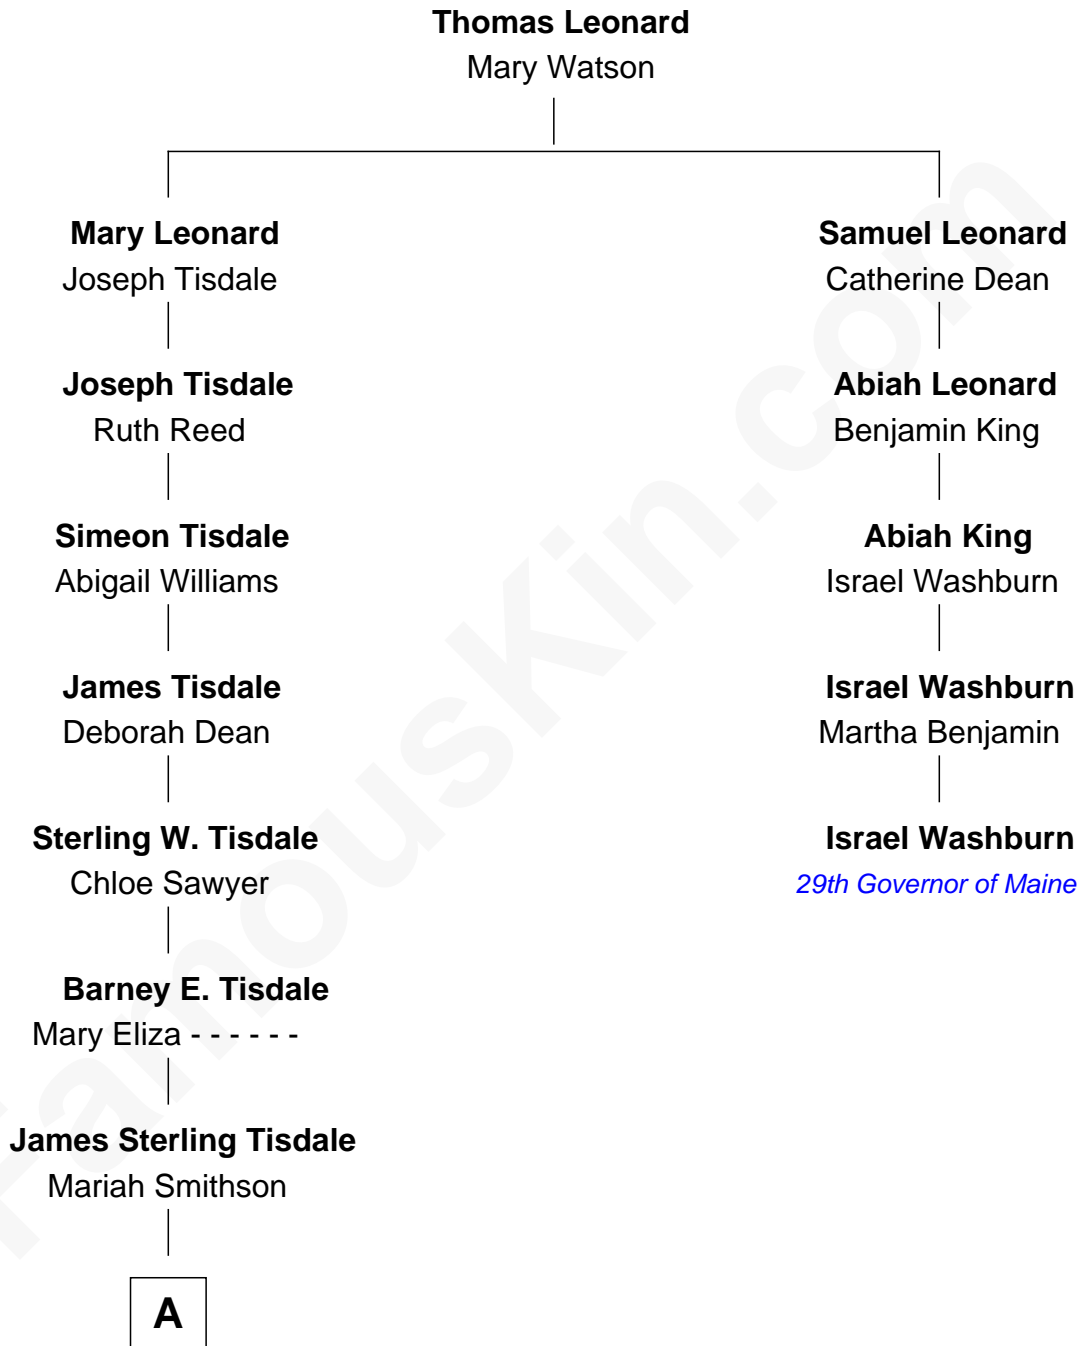 Thomas Leonard
Mary Watson
Mary Leonard
Joseph Tisdale
Samuel Leonard
Catherine Dean
Joseph Tisdale
Ruth Reed
Abiah Leonard
Benjamin King
Simeon Tisdale
Abigail Williams
Abiah King
Israel Washburn
James Tisdale
Deborah Dean
Israel Washburn
Martha Benjamin
Sterling W. Tisdale
Chloe Sawyer
Israel Washburn
29th Governor of Maine
Barney E. Tisdale
Mary Eliza - - - - - -
James Sterling Tisdale
Mariah Smithson
A
FamousKin.com